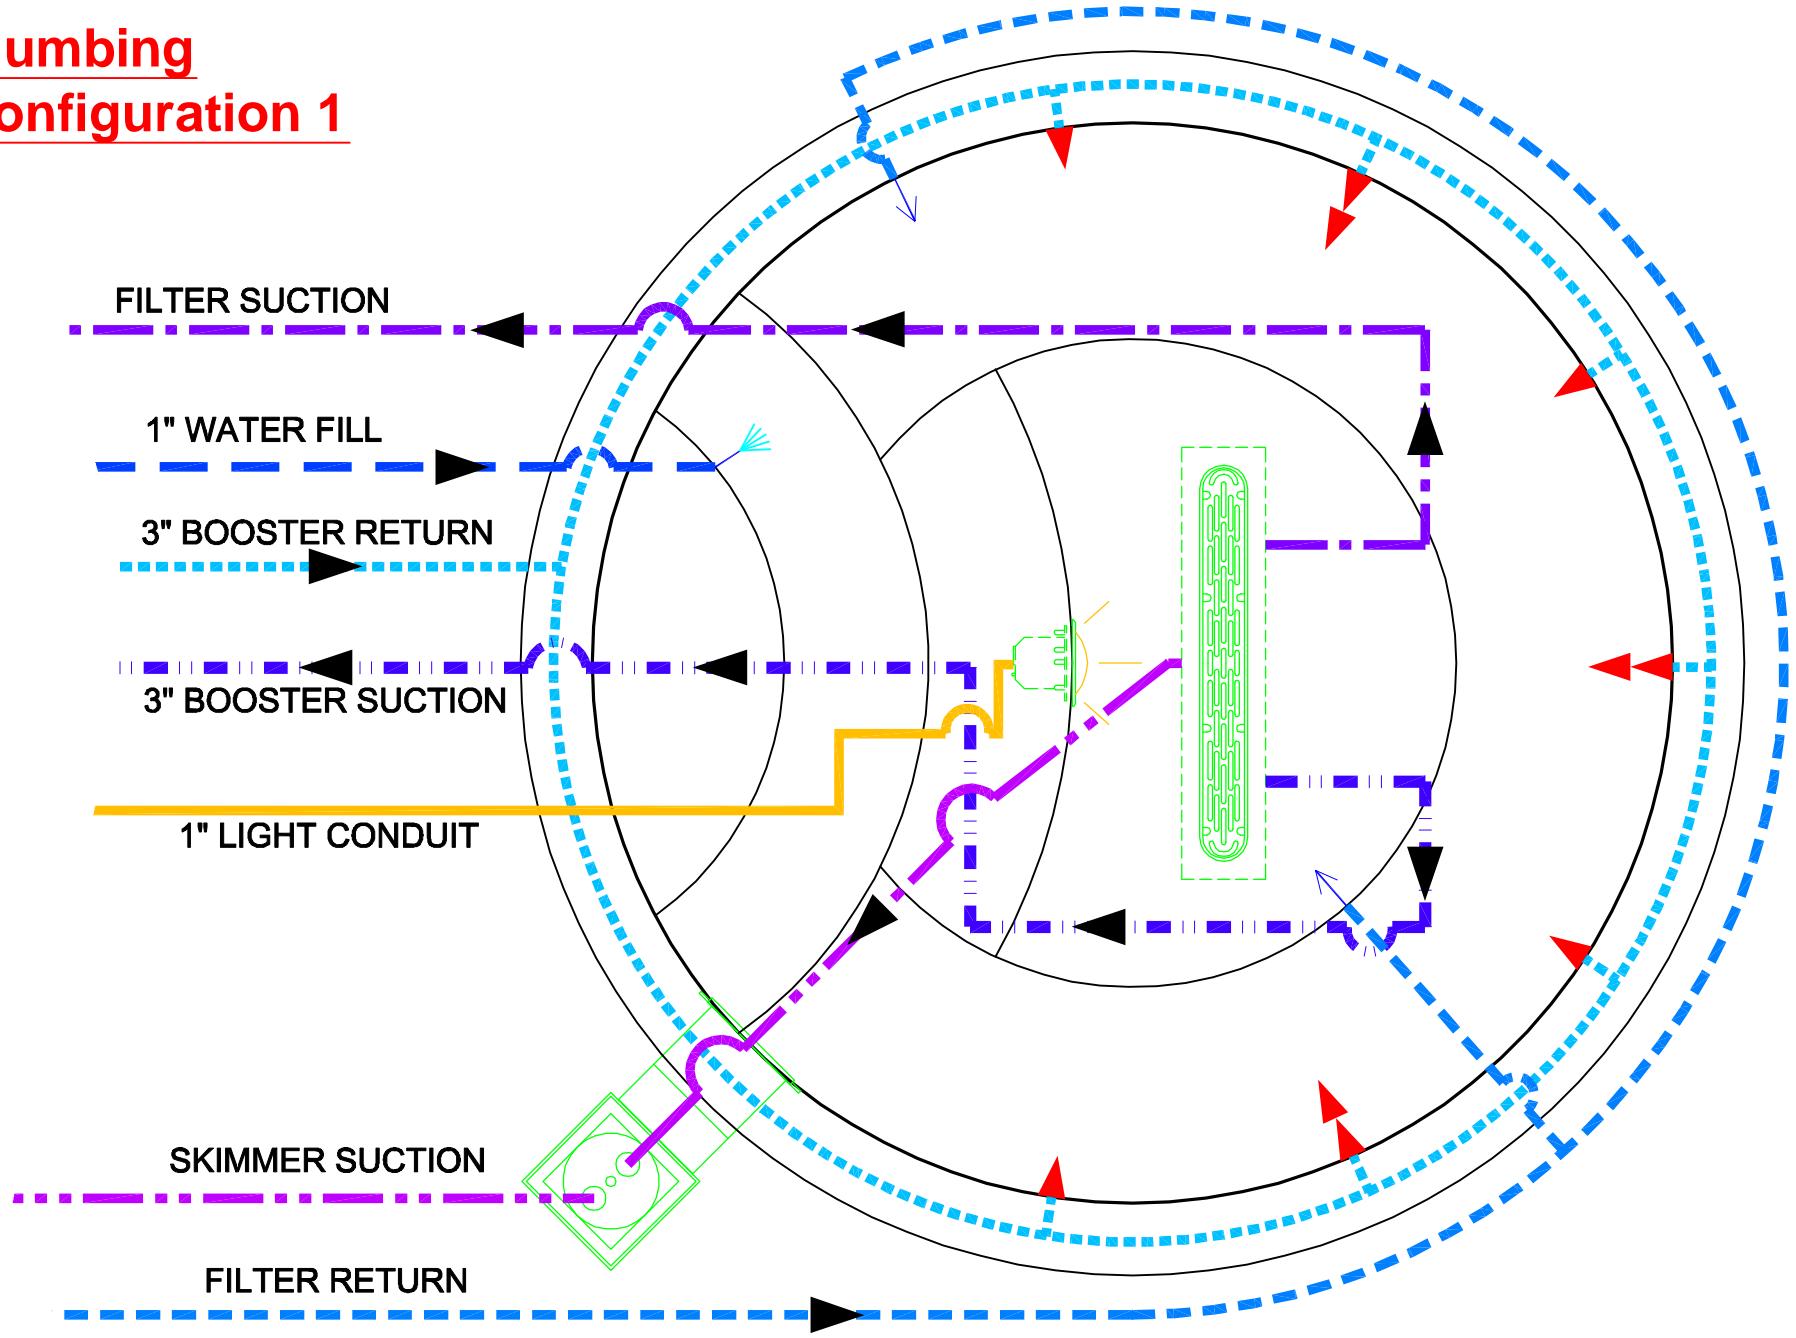 umbing
onfiguration 1
FILTER SUCTION
1" WATER FILL
3" BOOSTER RETURN
3" BOOSTER SUCTION
1" LIGHT CONDUIT
SKIMMER SUCTION
FILTER RETURN